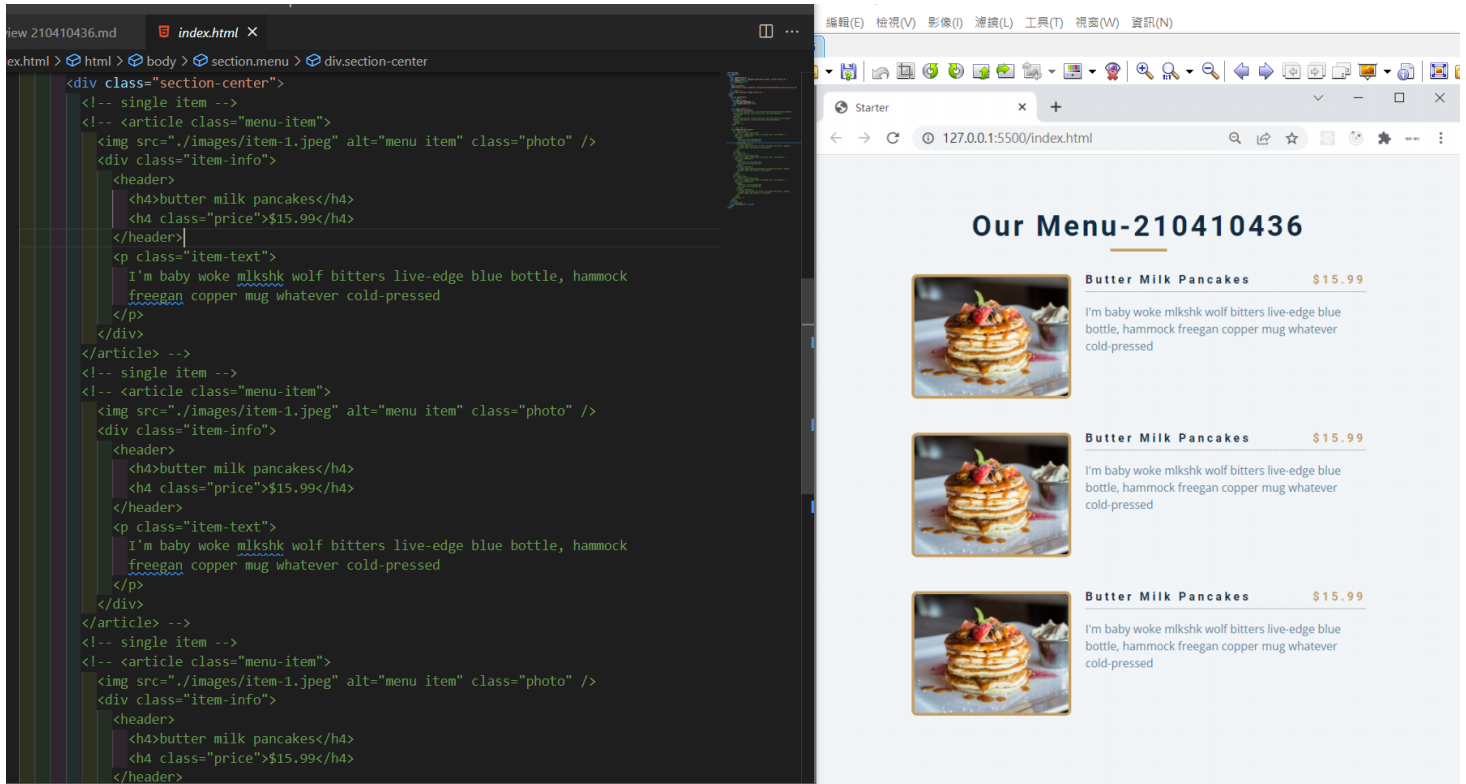 view 210410436.md
index.html
ex.html > html > body > section.menu > div.section-center
<div class="section-center">
<!-- single item -->
<!-- <article class="menu-item">
<img src="./images/item-1.jpeg" alt="menu item" class="photo" />
<div class="item-info">
<header>
<h4>butter milk pancakes</h4>
<h4 class="price">$15.99</h4>
</header>
<p class="item-text">
I'm baby woke mlkshk wolf bitters live-edge blue bottle, hammock
freegan copper mug whatever cold-pressed
</p>
</div>
</article> -->
<!-- single item -->
<!-- <article class="menu-item">
<img src="./images/item-1.jpeg" alt="menu item" class="photo" />
<div class="item-info">
<header>
<h4>butter milk pancakes</h4>
<h4 class="price">$15.99</h4>
</header>
<p class="item-text">
I'm baby woke mlkshk wolf bitters live-edge blue bottle, hammock
freegan copper mug whatever cold-pressed
</p>
</div>
</article> -->
<!-- single item -->
<!-- <article class="menu-item">
<img src="./images/item-1.jpeg" alt="menu item" class="photo" />
<div class="item-info">
<header>
<h4>butter milk pancakes</h4>
<h4 class="price">$15.99</h4>
</header>
編輯(E) 檢視(V) 影像(I) 濾鏡(L) 工具(T) 視窗(W) 資訊(N)
Starter
127.0.0.1:5500/index.html
Our Menu-210410436
Butter Milk Pancakes $15.99
I'm baby woke mlkshk wolf bitters live-edge blue
bottle, hammock freegan copper mug whatever
cold-pressed
Butter Milk Pancakes $15.99
I'm baby woke mlkshk wolf bitters live-edge blue
bottle, hammock freegan copper mug whatever
cold-pressed
Butter Milk Pancakes $15.99
I'm baby woke mlkshk wolf bitters live-edge blue
bottle, hammock freegan copper mug whatever
cold-pressed